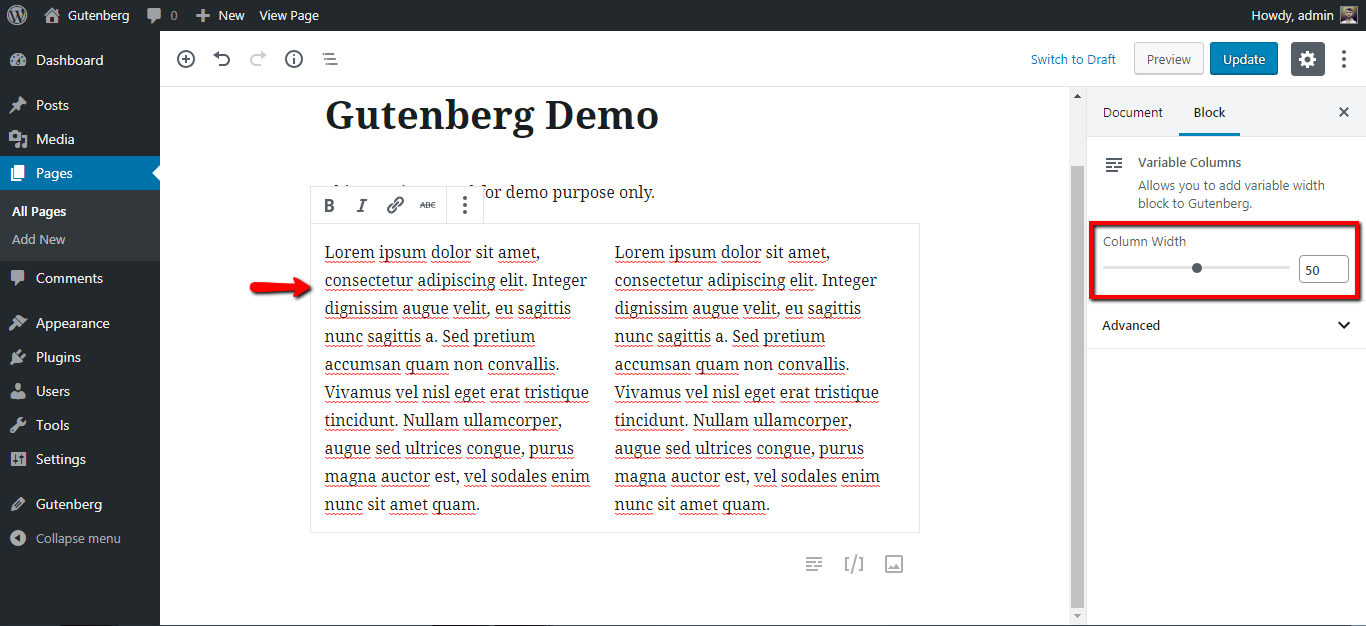 Gutenberg 0 New View Page Howdy, admin
Dashboard
Posts
Media
Pages
All Pages
Add New
Comments
Appearance
Plugins
Users
Tools
Settings
Gutenberg
Collapse menu
Switch to Draft Preview Update
Gutenberg Demo
for demo purpose only.
B I ABC
Lorem ipsum dolor sit amet,
consectetur adipiscing elit. Integer
dignissim augue velit, eu sagittis
nunc sagittis a. Sed pretium
accumsan quam non convallis.
Vivamus vel nisl eget erat tristique
tincidunt. Nullam ullamcorper,
augue sed ultrices congue, purus
magna auctor est, vel sodales enim
nunc sit amet quam.
Lorem ipsum dolor sit amet,
consectetur adipiscing elit. Integer
dignissim augue velit, eu sagittis
nunc sagittis a. Sed pretium
accumsan quam non convallis.
Vivamus vel nisl eget erat tristique
tincidunt. Nullam ullamcorper,
augue sed ultrices congue, purus
magna auctor est, vel sodales enim
nunc sit amet quam.
Document Block
Variable Columns
Allows you to add variable width
block to Gutenberg.
Column Width
50
Advanced